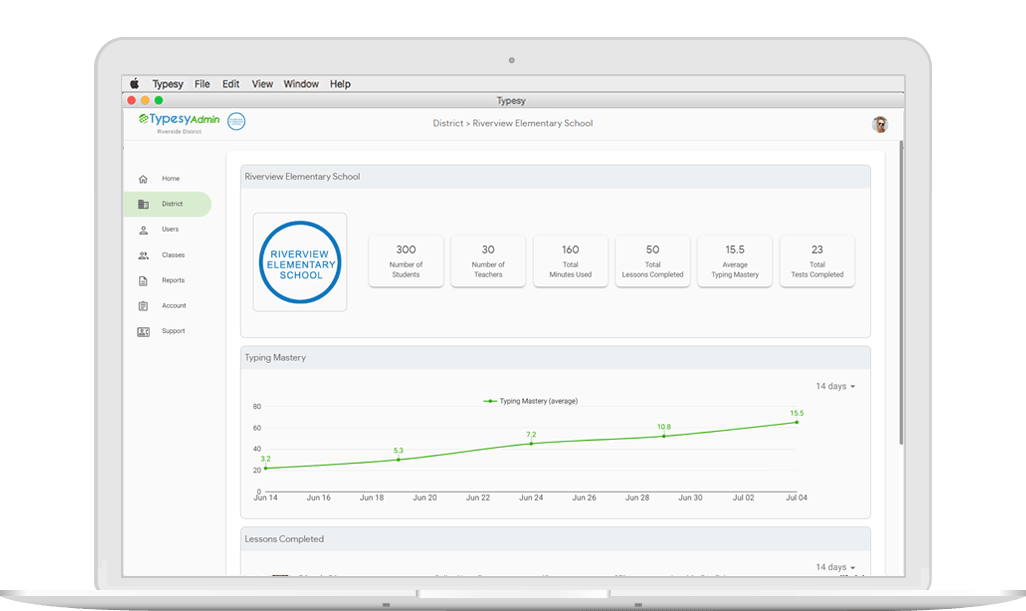 Typesy File Edit View Window Help
Typesy
TypesyAdmin
Riverside District
District > Riverview Elementary School
Home
District
Users
Classes
Reports
Account
Support
Riverview Elementary School
RIVERVIEW
ELEMENTARY
SCHOOL
300
Number of
Students
30
Number of
Teachers
160
Total
Minutes Used
50
Total
Lessons Completed
15.5
Average
Typing Mastery
23
Total
Tests Completed
Typing Mastery
14 days
Typing Mastery (average)
80
60
40
20
0
3.2
5.3
7.2
10.8
15.5
Jun 14 Jun 16 Jun 18 Jun 20 Jun 22 Jun 24 Jun 26 Jun 28 Jun 30 Jul 02 Jul 04
Lessons Completed
14 days